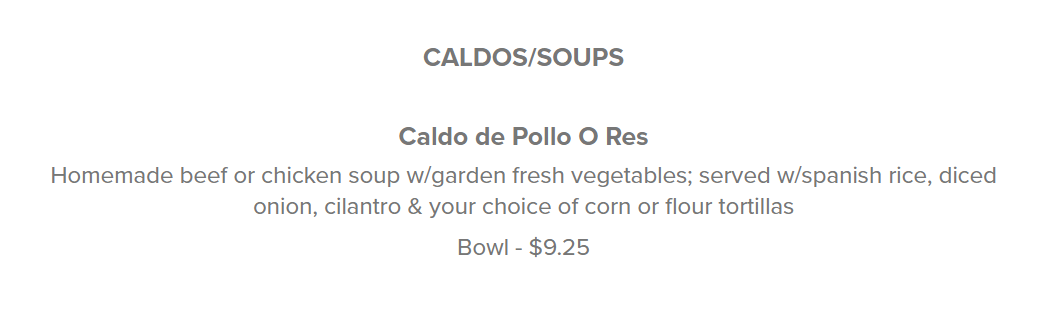 CALDOS/SOUPS
Caldo de Pollo O Res
Homemade beef or chicken soup w/garden fresh vegetables; served w/spanish rice, diced
onion, cilantro & your choice of corn or flour tortillas
Bowl - $9.25